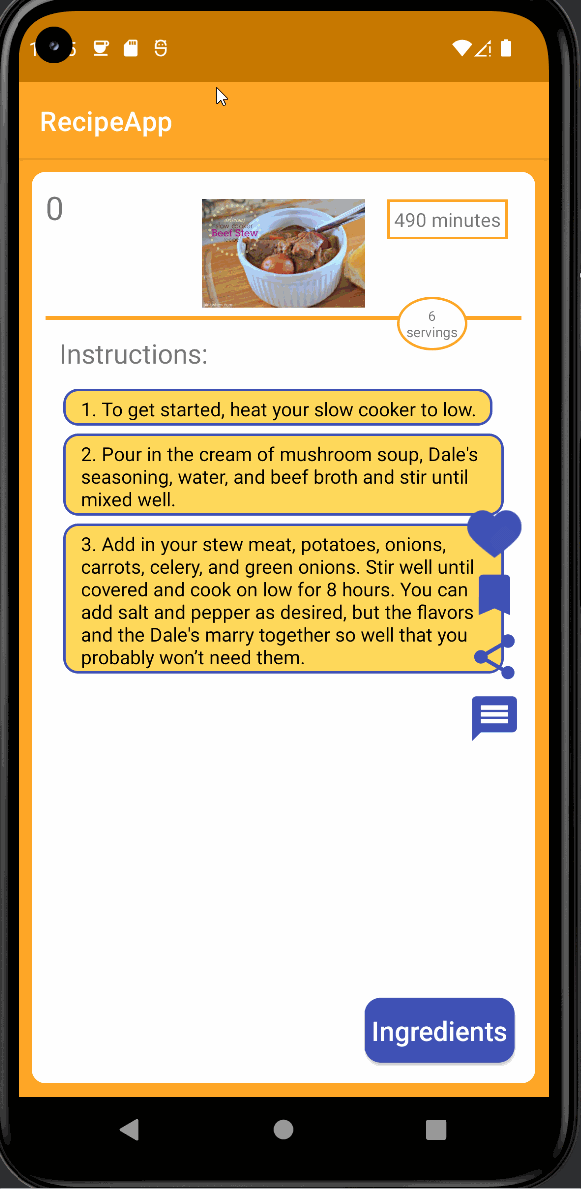 RecipeApp
0
Beef Stew
490 minutes
6
servings
Instructions:
1. To get started, heat your slow cooker to low.
2. Pour in the cream of mushroom soup, Dale's
seasoning, water, and beef broth and stir until
mixed well.
3. Add in your stew meat, potatoes, onions,
carrots, celery, and green onions. Stir well until
covered and cook on low for 8 hours. You can
add salt and pepper as desired, but the flavors
and the Dale's marry together so well that you
probably won’t need them.
Ingredients